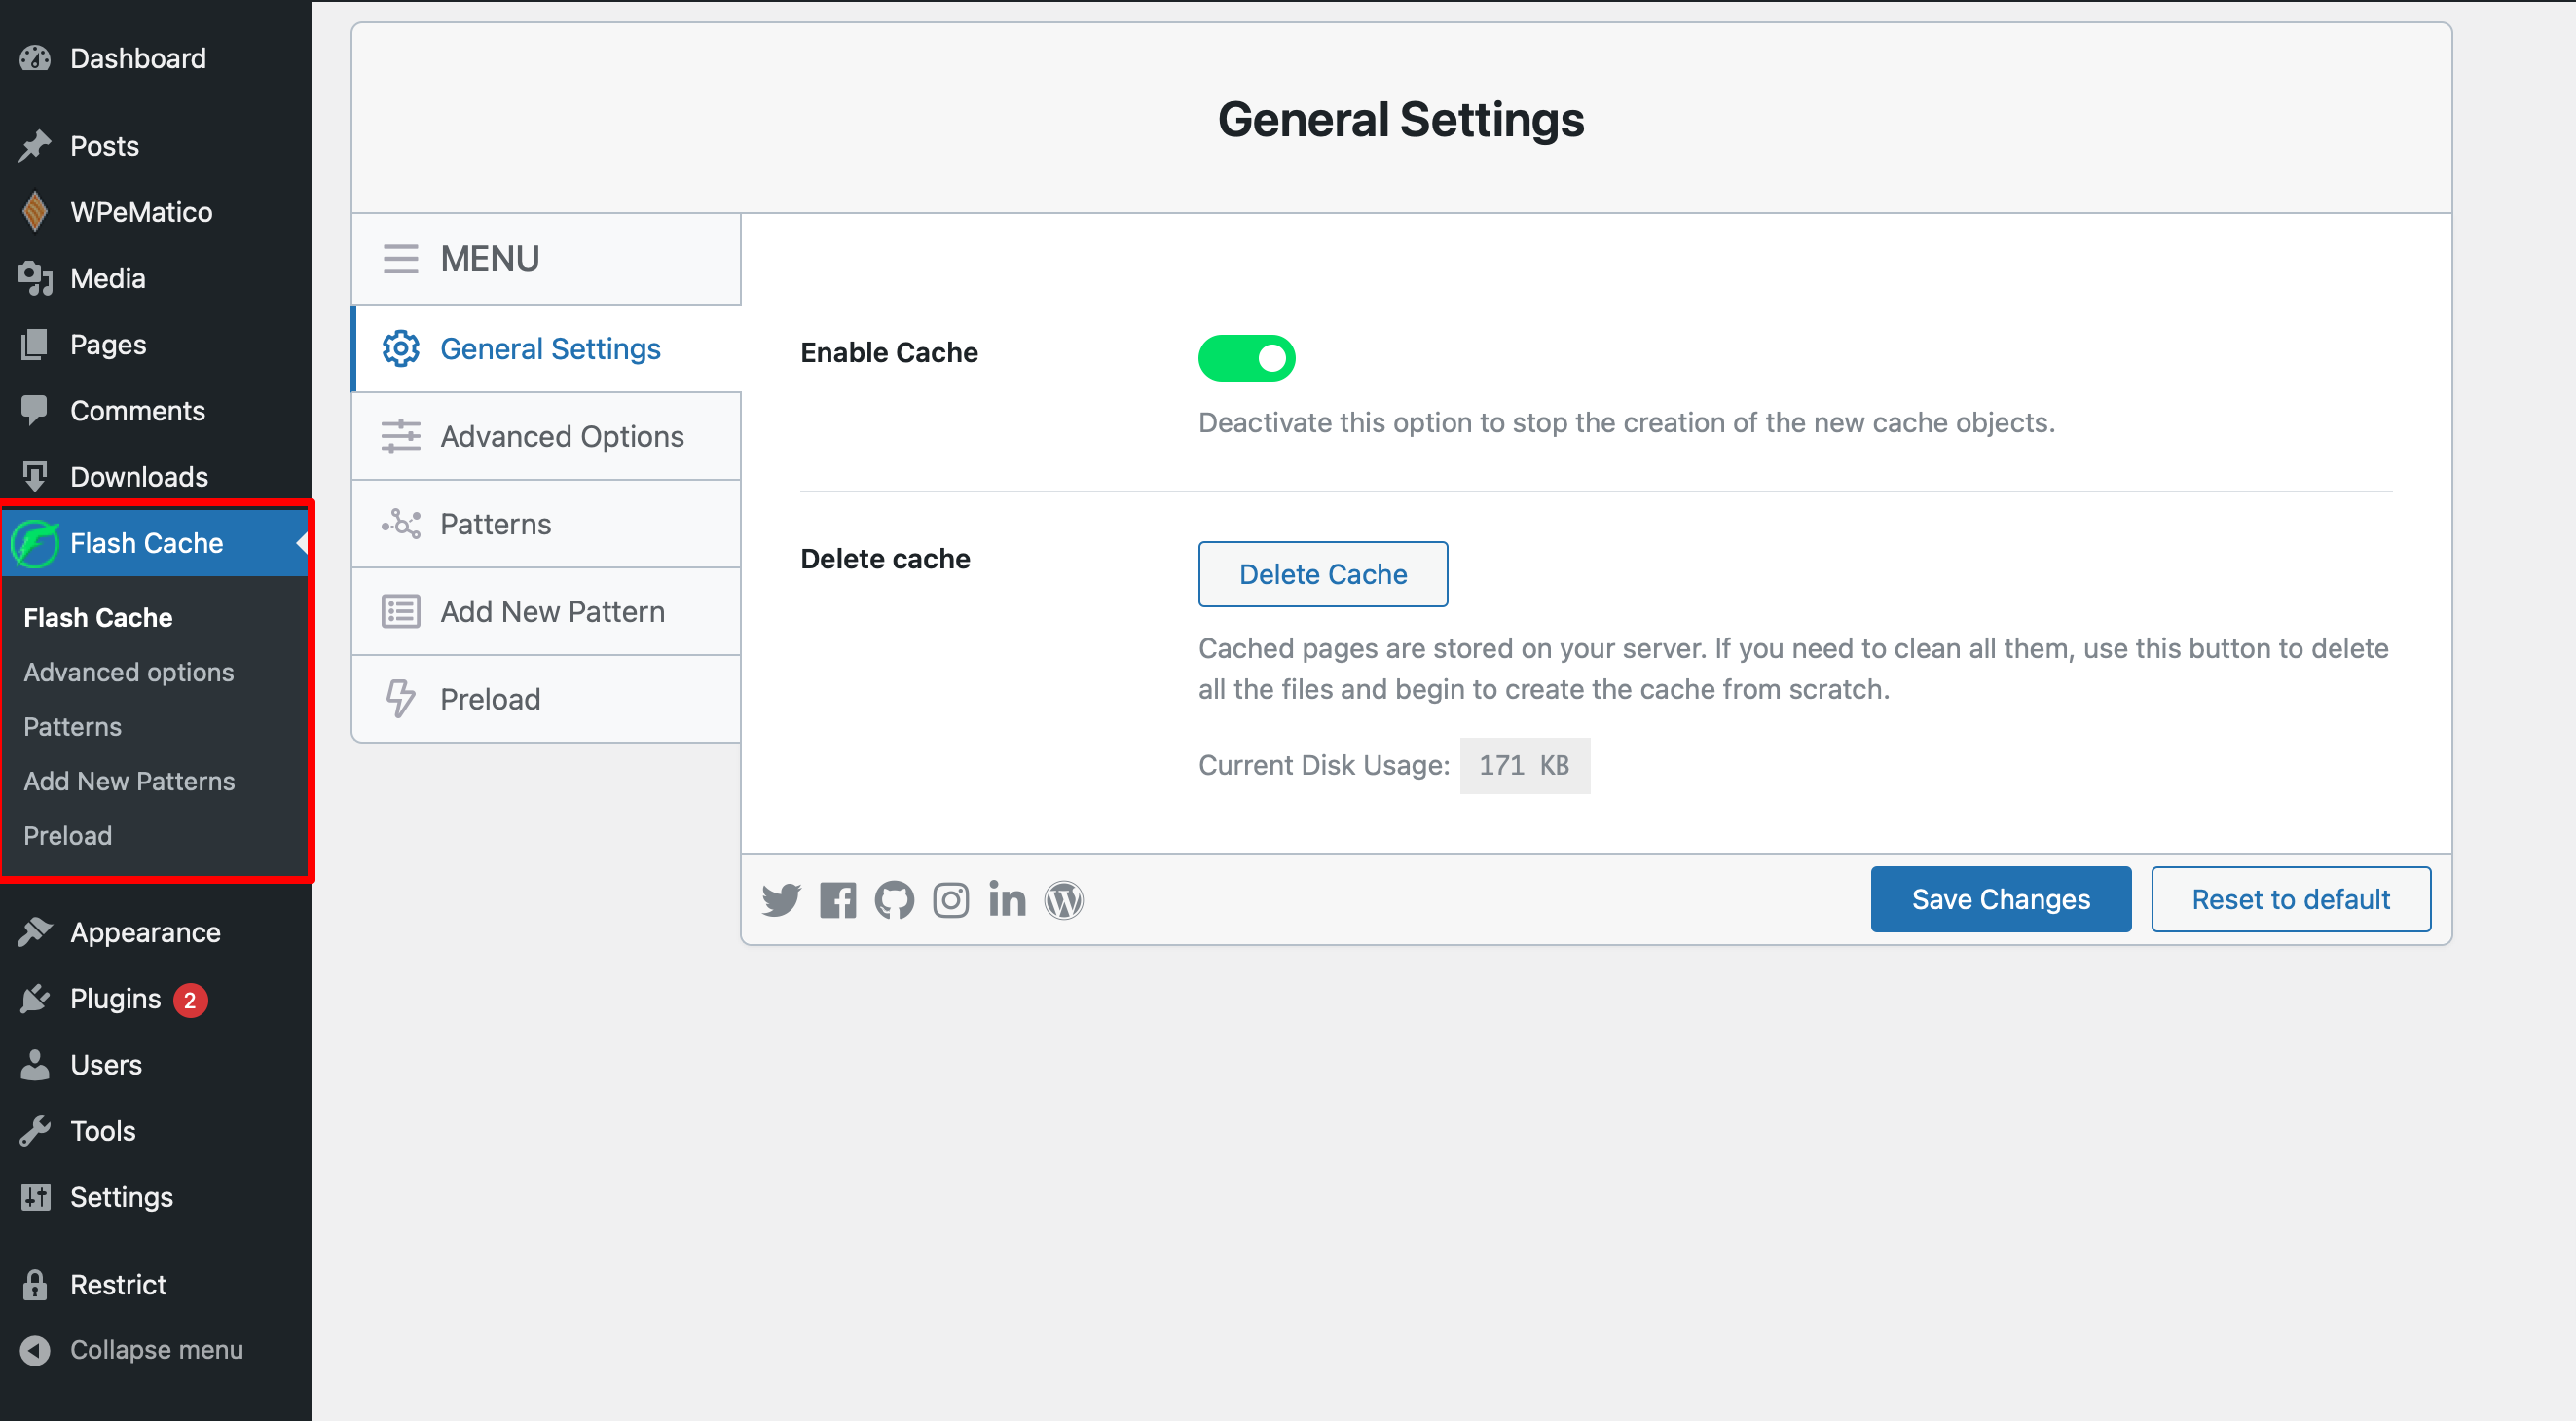 Dashboard
Posts
WPeMatico
Media
Pages
Comments
Downloads
Flash Cache
Flash Cache
Advanced options
Patterns
Add New Patterns
Preload
Appearance
Plugins 2
Users
Tools
Settings
Restrict
Collapse menu
General Settings
MENU
General Settings
Advanced Options
Patterns
Add New Pattern
Preload
Enable Cache
Deactivate this option to stop the creation of the new cache objects.
Delete cache
Delete Cache
Cached pages are stored on your server. If you need to clean all them, use this button to delete
all the files and begin to create the cache from scratch.
Current Disk Usage: 171 KB
Save Changes
Reset to default